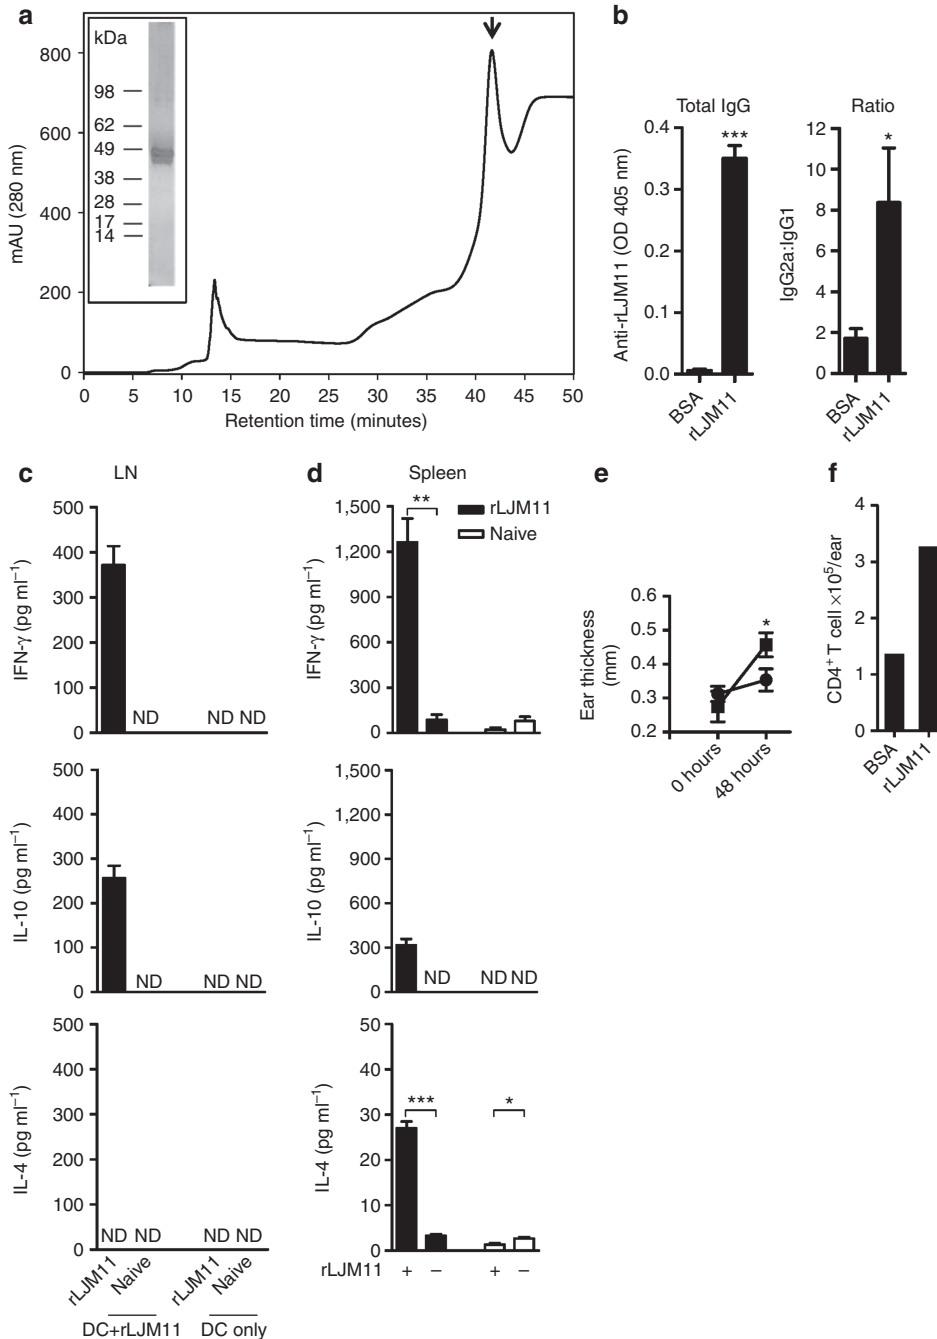 a
kDa
98
62
49
38
28
17
14
800
600
400
200
0
mAU (280 nm)
0 5 10 15 20 25 30 35 40 45 50
Retention time (minutes)
b
Total IgG
***
0.4
0.3
0.2
0.1
0.0
Anti-rLJM11 (OD 405 nm)
BSA
rLJM11
Ratio
*
12
10
8
6
4
2
0
IgG2a:IgG1
BSA
rLJM11
c
LN
500
400
300
200
100
0
IFN-γ (pg ml⁻¹)
ND ND ND
500
400
300
200
100
0
IL-10 (pg ml⁻¹)
ND ND ND
500
400
300
200
100
0
IL-4 (pg ml⁻¹)
ND ND ND ND
rLJM11
Naive
rLJM11
Naive
DC+rLJM11
DC only
d
Spleen
1,500
1,200
900
600
300
0
IFN-γ (pg ml⁻¹)
**
rLJM11
Naive
1,500
1,200
900
600
300
0
IL-10 (pg ml⁻¹)
ND ND ND
50
40
30
20
10
0
IL-4 (pg ml⁻¹)
*** *
rLJM11 + − + −
e
0.6
0.5
0.4
0.3
0.2
Ear thickness
(mm)
*
0 hours
48 hours
f
4
3
2
1
0
CD4⁺ T cell ×10⁵/ear
BSA
rLJM11